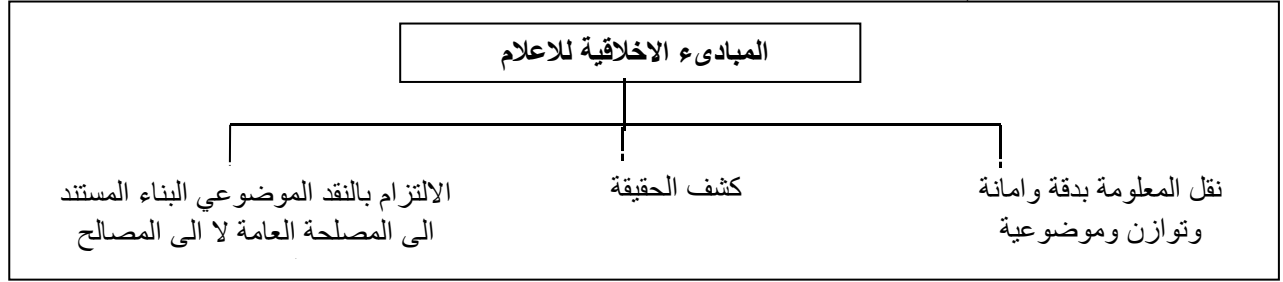 المبادىء الاخلاقية للاعلام
نقل المعلومة بدقة وامانة
وتوازن وموضوعية
كشف الحقيقة
الالتزام بالنقد الموضوعي البناء المستند
الى المصلحة العامة لا الى المصالح